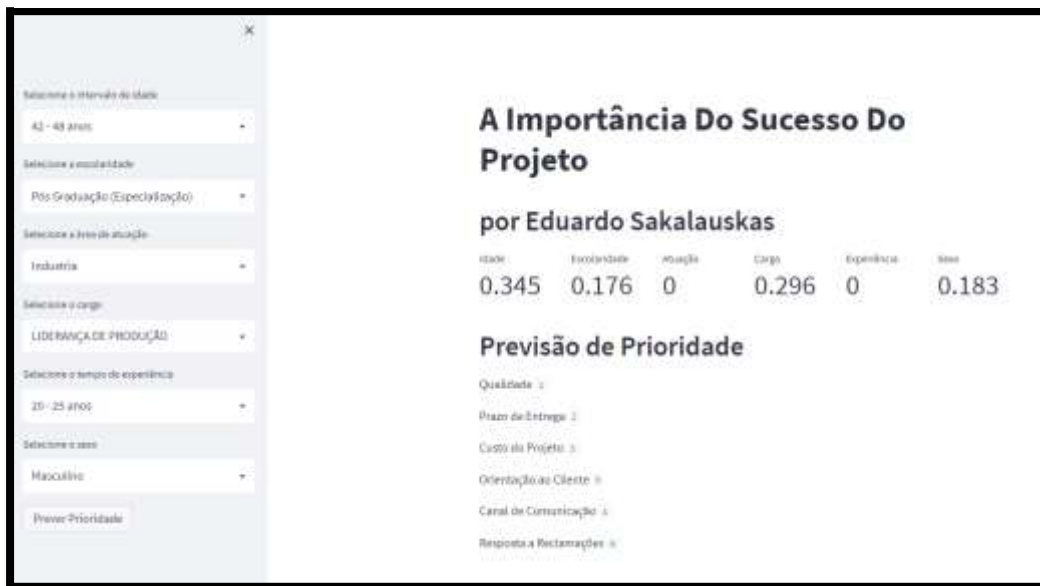 ×
Selecione o intervalo de idade
42 - 48 anos
Selecione a escolaridade
Pós Graduação (Especialização)
Selecione a área de atuação
Industria
Selecione o cargo
LIDERANÇA DE PRODUÇÃO
Selecione o tempo de experiência
20 - 25 anos
Selecione o sexo
Masculino
Prever Prioridade
A Importância Do Sucesso Do
Projeto
por Eduardo Sakalauskas
Idade Escolaridade Atuação Cargo Experiência Sexo
0.345 0.176 0 0.296 0 0.183
Previsão de Prioridade
Qualidade
Prazo de Entrega
Custo do Projeto
Orientação ao Cliente
Canal de Comunicação
Resposta a Reclamações